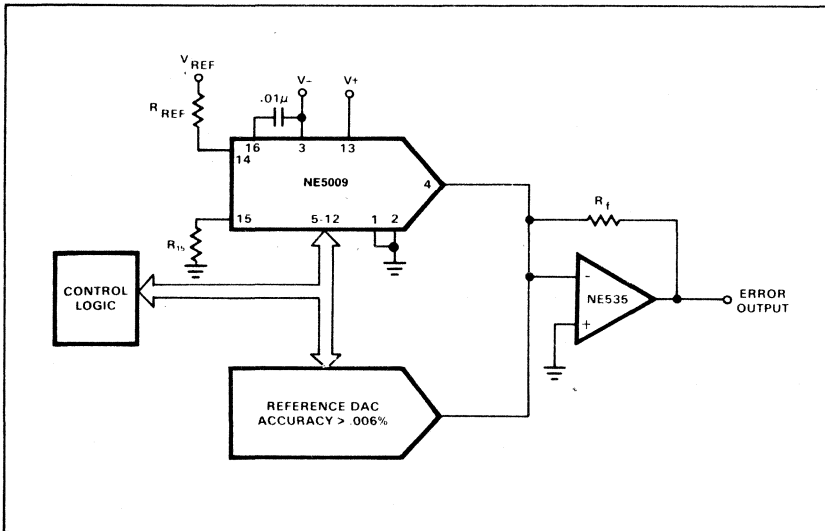 V REF
R REF
.01μ
V−
V+
16
3
13
14
NE5009
4
15
5-12
1
2
R15
Rf
CONTROL
LOGIC
-
NE535
+
ERROR
OUTPUT
REFERENCE DAC
ACCURACY > .006%